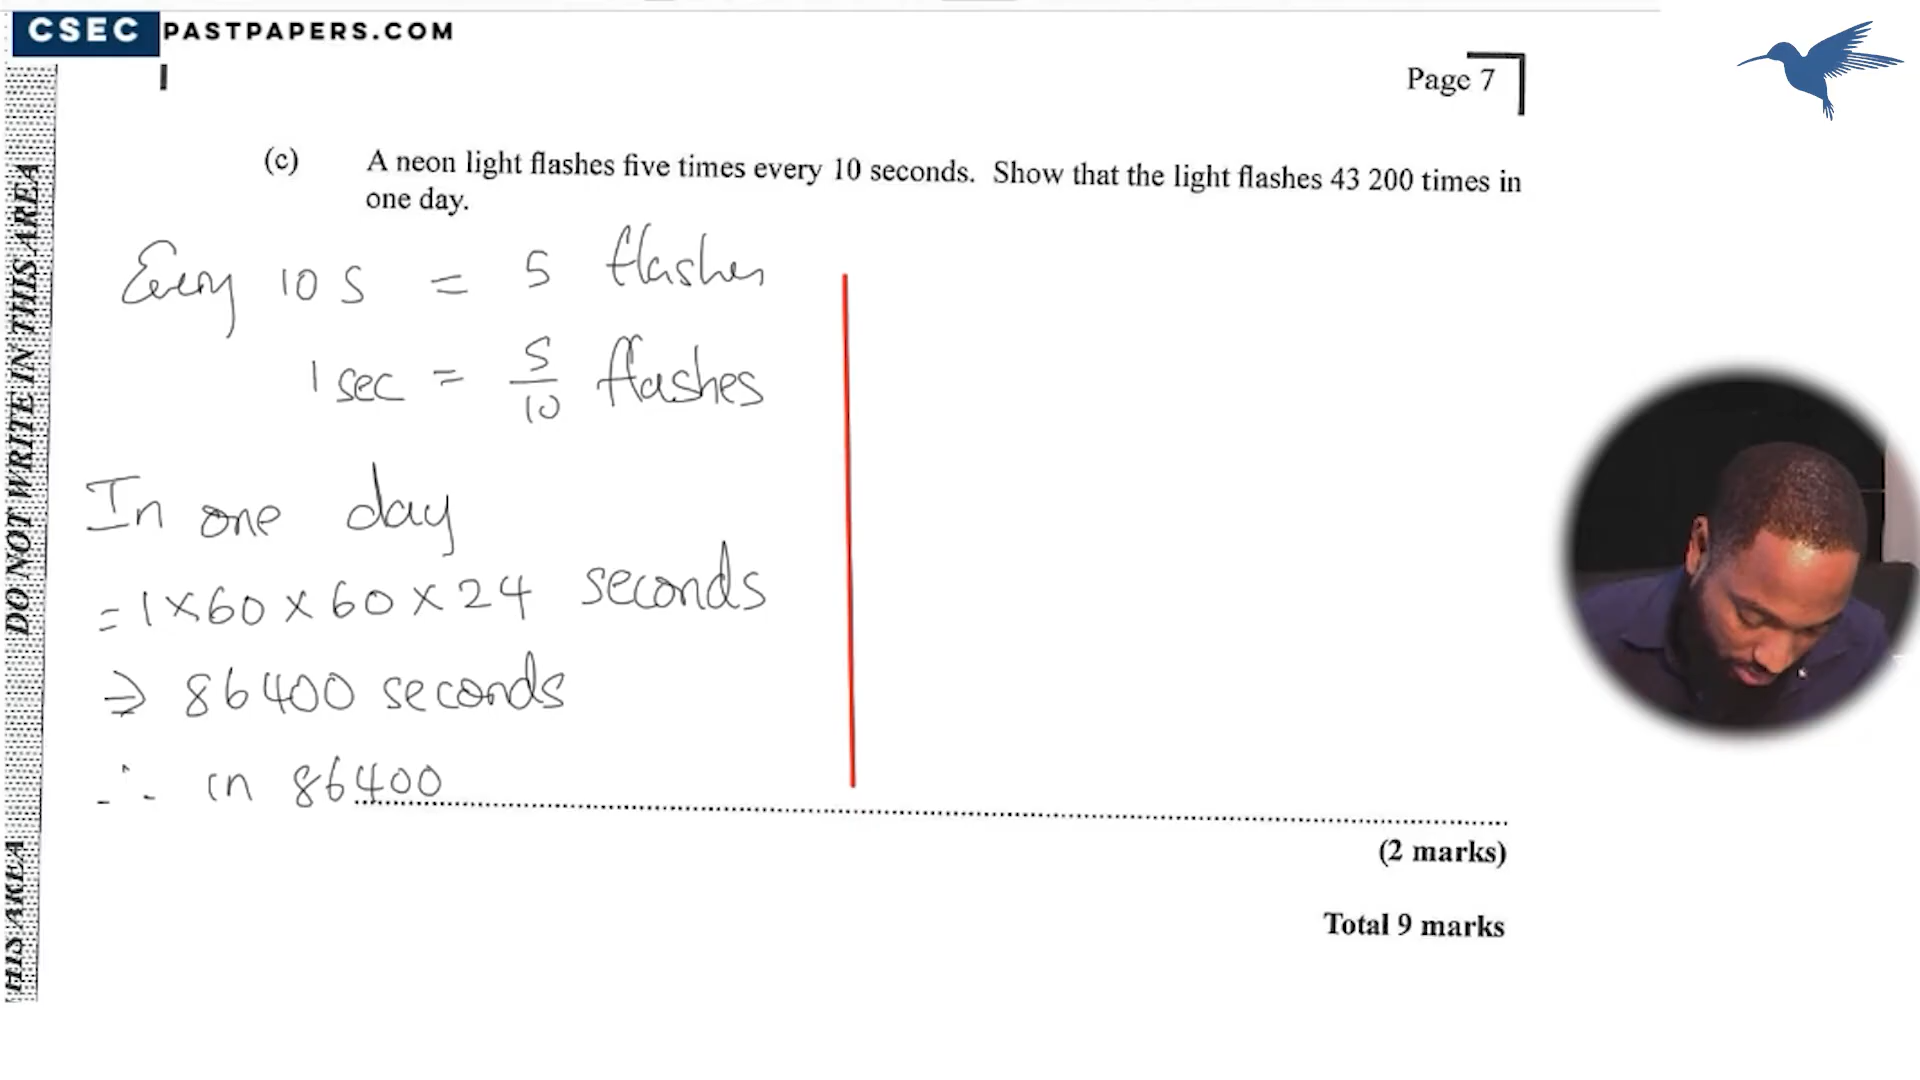 CSEC PASTPAPERS.COM
Page 7
(c) A neon light flashes five times every 10 seconds. Show that the light flashes 43 200 times in
one day.
Every 10 s = 5 flashes
1 sec = 5/10 flashes
In one day
= 1 × 60 × 60 × 24 seconds
⇒ 86400 seconds
∴ in 86400
(2 marks)
Total 9 marks
DO NOT WRITE IN THIS AREA
HIS AREA